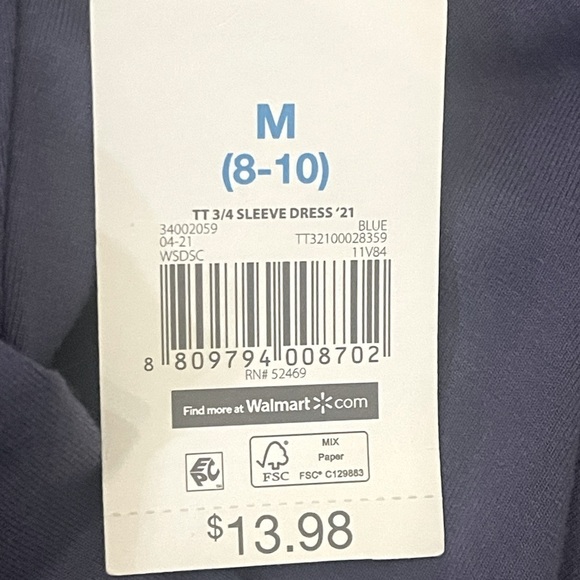 M
(8-10)
TT 3/4 SLEEVE DRESS ‘21
34002059 BLUE
04-21 TT32100028359
WSDSC 11V84
8 809794 008702
RN# 52469
Find more at Walmart.com
EPC
MIX
Paper
FSC FSC® C129883
$13.98